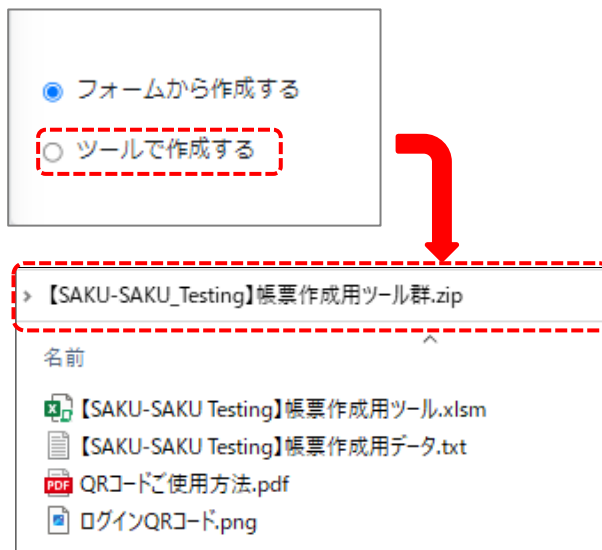 フォームから作成する
ツールで作成する
【SAKU-SAKU_Testing】帳票作成用ツール群.zip
名前
【SAKU-SAKU Testing】帳票作成用ツール.xlsm
【SAKU-SAKU Testing】帳票作成用データ.txt
PDF QRコードご使用方法.pdf
ログインQRコード.png